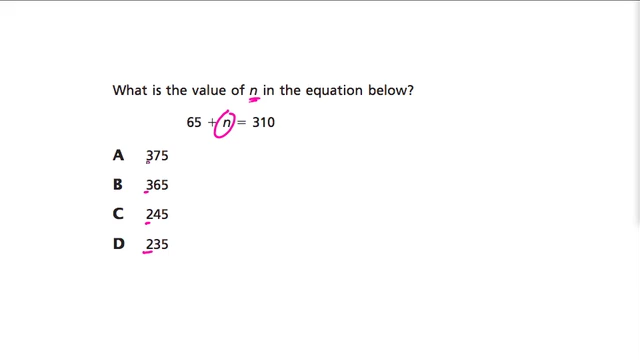 What is the value of n in the equation below?
65 + n = 310
A 375
B 365
C 245
D 235